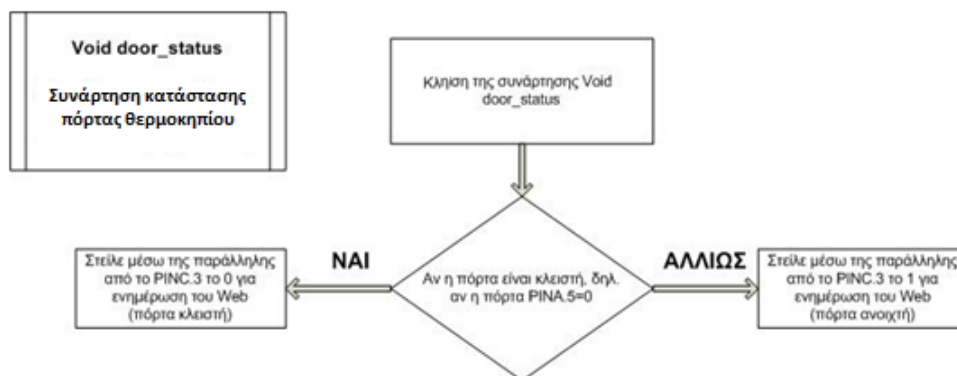 Void door_status
Συνάρτηση κατάστασης
πόρτας θερμοκηπίου
Κλήση της συνάρτησης Void
door_status
ΝΑΙ
ΑΛΛΙΩΣ
Στείλε μέσω της παράλληλης
από το PINC.3 το 0 για
ενημέρωση του Web
(πόρτα κλειστή)
Αν η πόρτα είναι κλειστή, δηλ.
αν η πόρτα PINA.5=0
Στείλε μέσω της παράλληλης
από το PINC.3 το 1 για
ενημέρωση του Web
(πόρτα ανοιχτή)